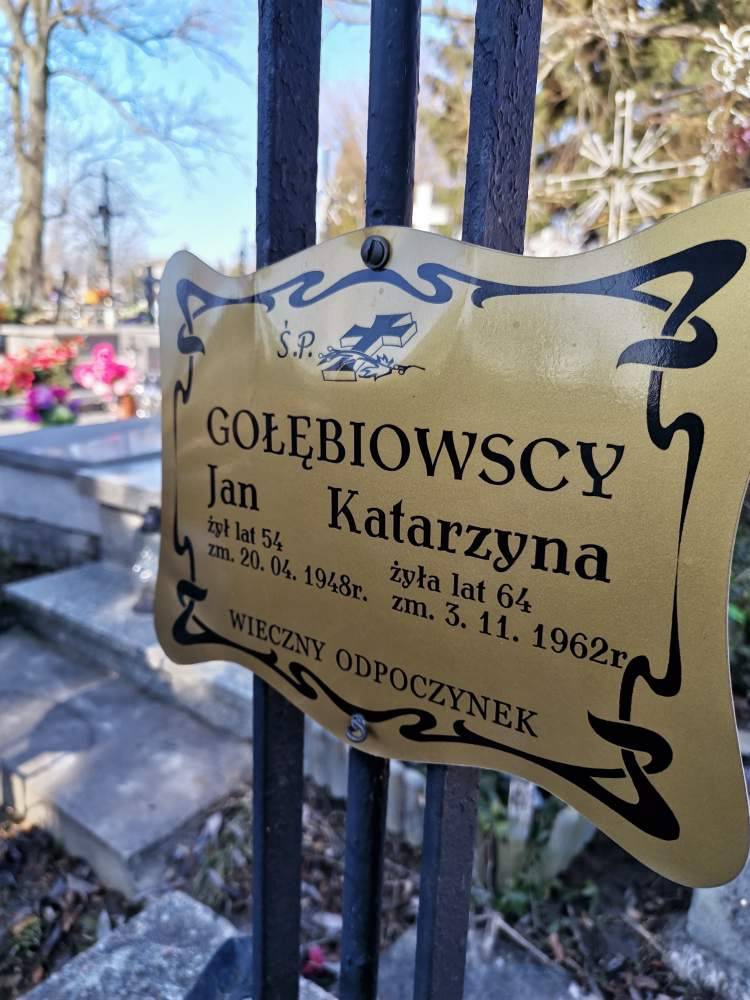 Ś.P.
GOŁĘBIOWSCY
Jan Katarzyna
żył lat 54 żyła lat 64
zm. 20. 04. 1948r. zm. 3. 11. 1962r.
WIECZNY ODPOCZYNEK